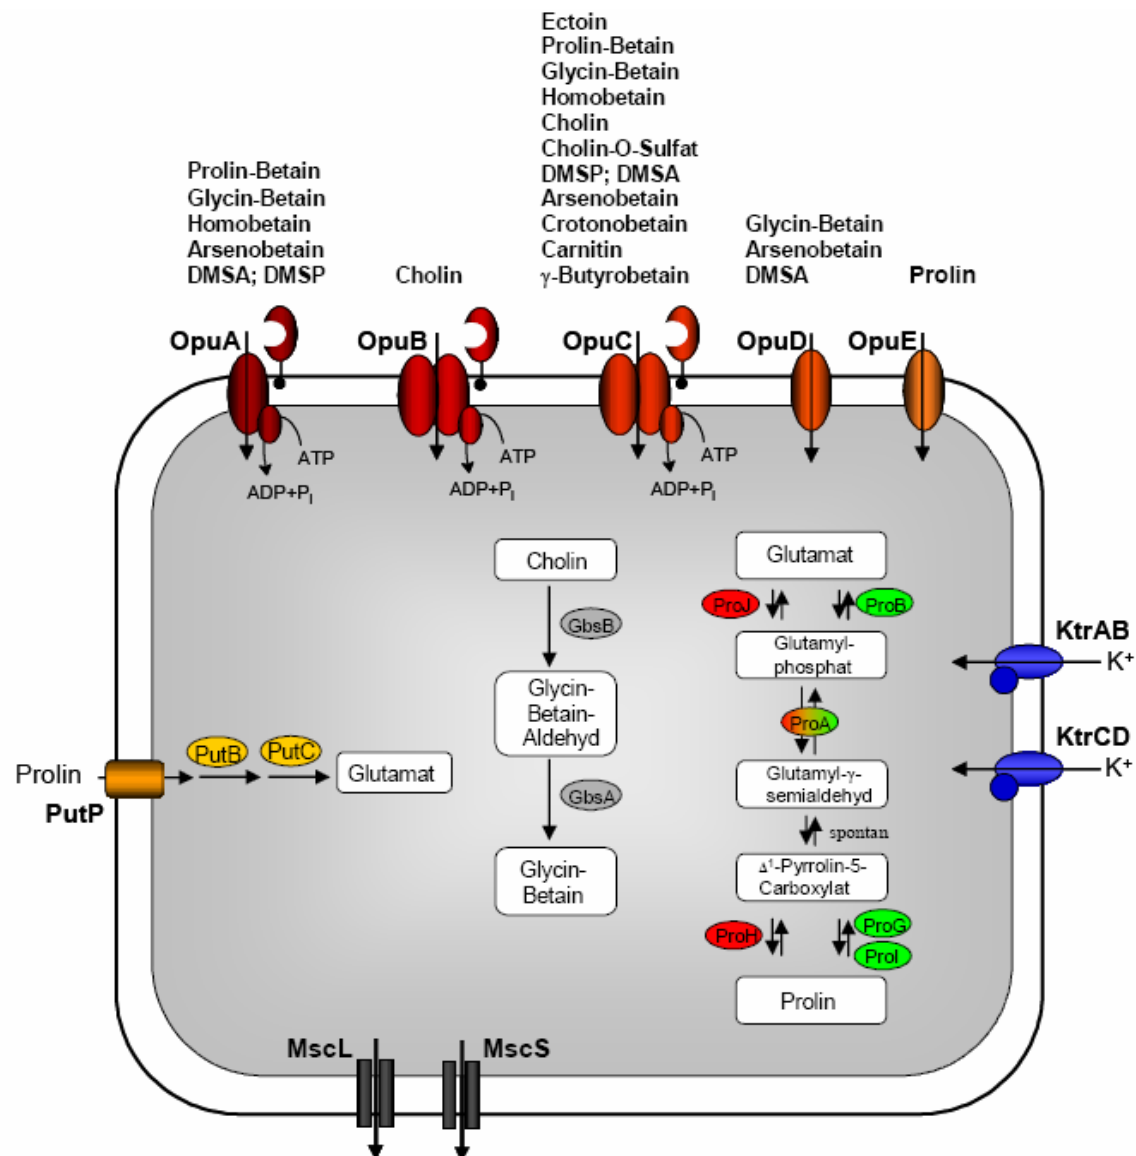 Ectoin
Prolin-Betain
Glycin-Betain
Homobetain
Cholin
Cholin-O-Sulfat
DMSP; DMSA
Arsenobetain
Crotonobetain
Carnitin
γ-Butyrobetain
Prolin-Betain
Glycin-Betain
Homobetain
Arsenobetain
DMSA; DMSP
Cholin
Glycin-Betain
Arsenobetain
DMSA
Prolin
OpuA
OpuB
OpuC
OpuD
OpuE
ATP
ADP+PI
ATP
ADP+PI
ATP
ADP+PI
Cholin
GbsB
Glycin-
Betain-
Aldehyd
GbsA
Glycin-
Betain
Glutamat
ProJ
ProB
Glutamyl-
phosphat
ProA
Glutamyl-γ-
semialdehyd
spontan
Δ1-Pyrrolin-5-
Carboxylat
ProH
ProG
ProI
Prolin
KtrAB
K+
KtrCD
K+
Prolin
PutP
PutB
PutC
Glutamat
MscL
MscS